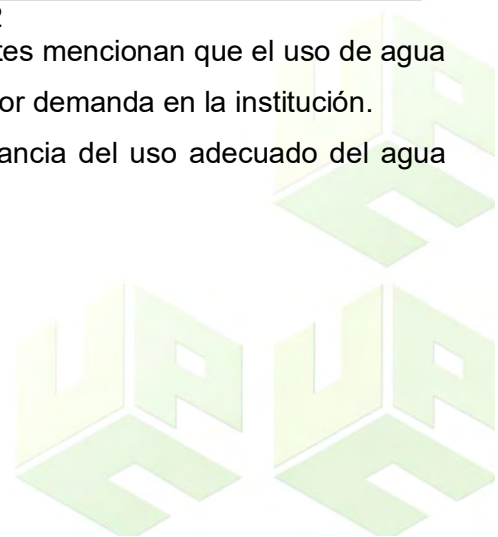 tes mencionan que el uso de agua
or demanda en la institución.
ancia del uso adecuado del agua